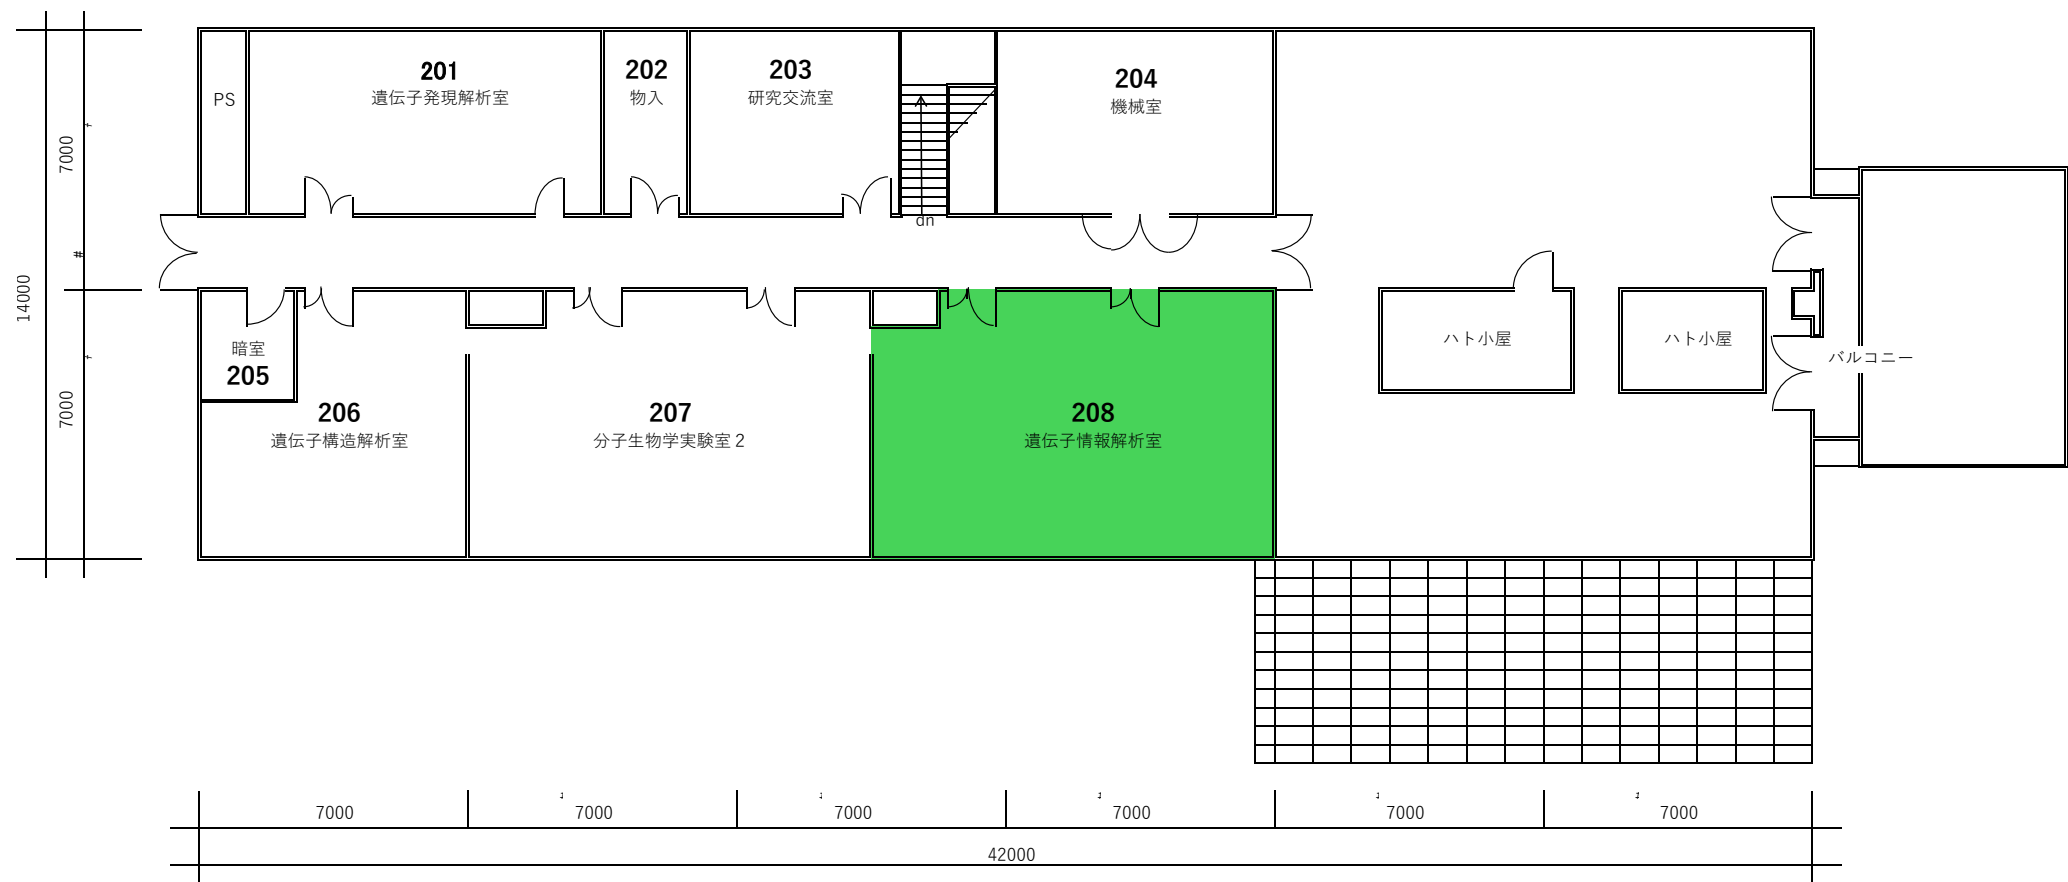 PS
201
遺伝子発現解析室
202
物入
203
研究交流室
204
機械室
dn
7000
14000
7000
暗室
205
206
遺伝子構造解析室
207
分子生物学実験室２
208
遺伝子情報解析室
ハト小屋
ハト小屋
バルコニー
7000
7000
7000
7000
7000
7000
42000